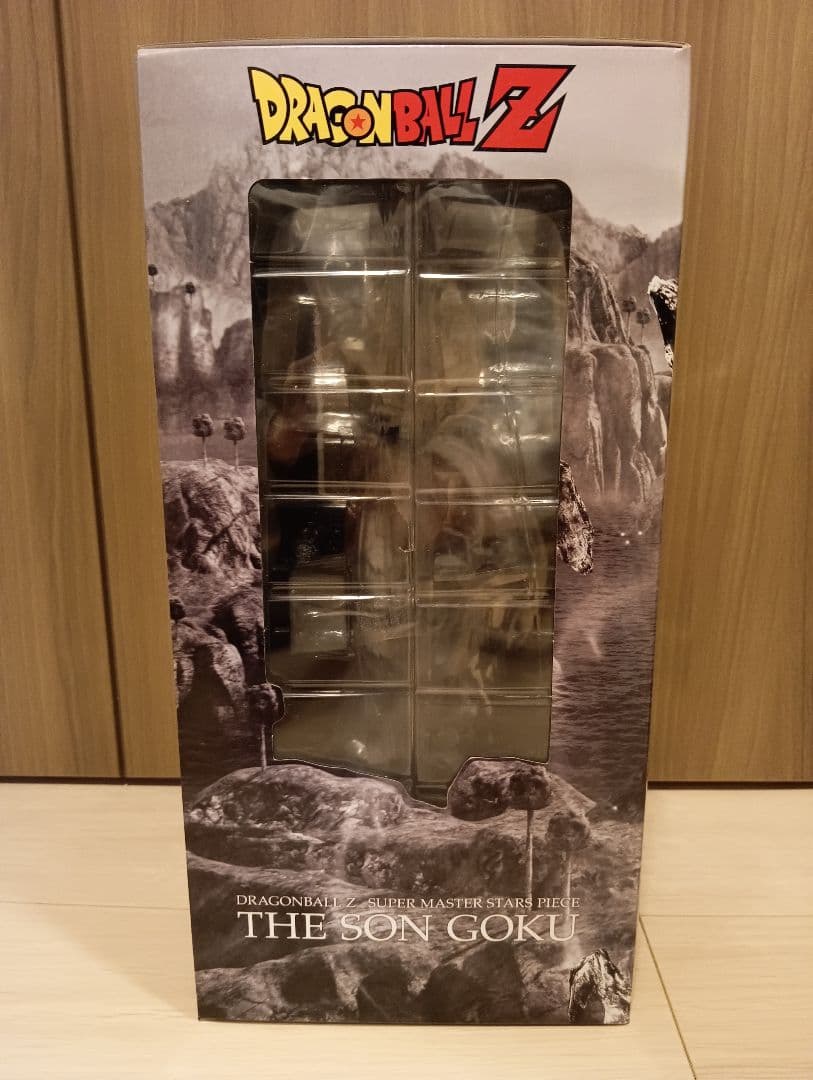 DRAGONBALL Z
DRAGONBALL Z SUPER MASTER STARS PIECE
THE SON GOKU